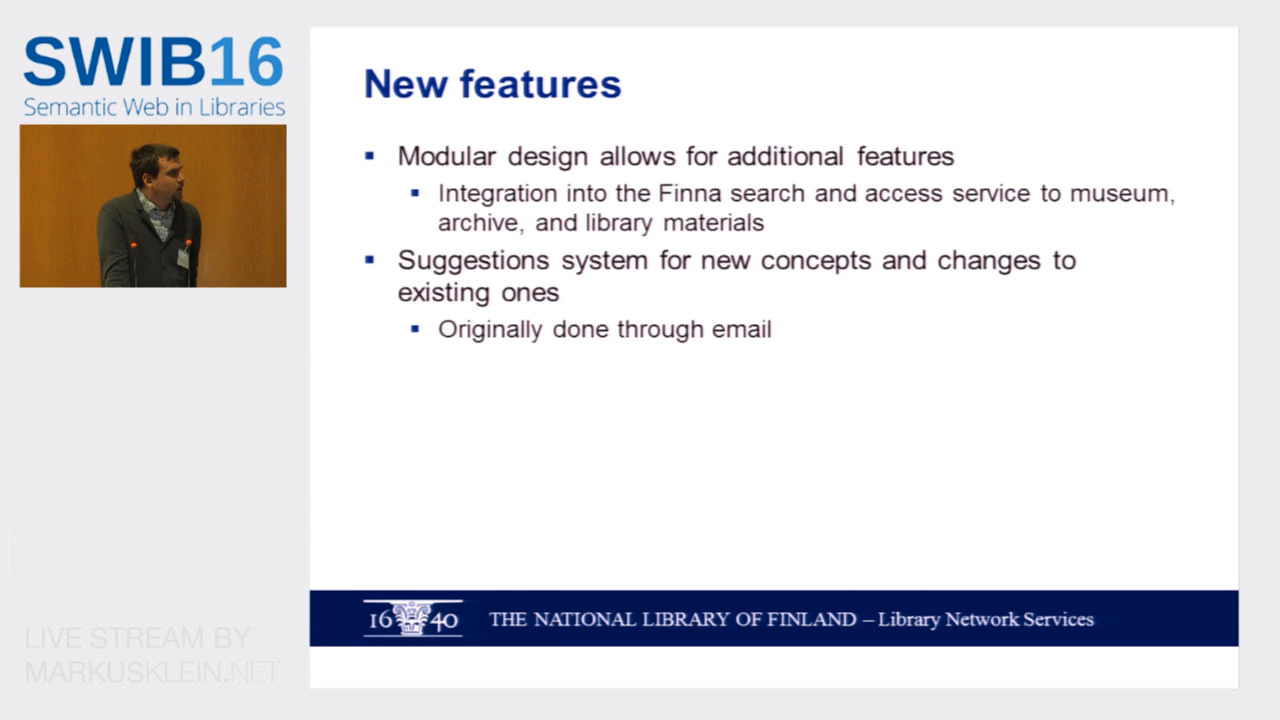 SWIB16
Semantic Web in Libraries
New features
Modular design allows for additional features
Integration into the Finna search and access service to museum,
archive, and library materials
Suggestions system for new concepts and changes to
existing ones
Originally done through email
1640 THE NATIONAL LIBRARY OF FINLAND – Library Network Services
LIVE STREAM BY
MARKUSKLEIN.NET